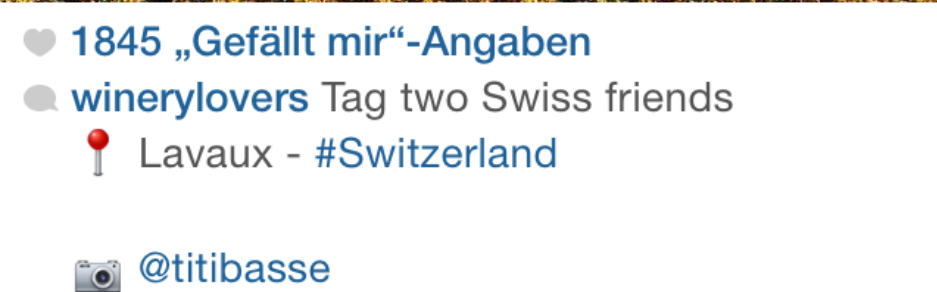 1845 „Gefällt mir“-Angaben
winerylovers Tag two Swiss friends
📍 Lavaux - #Switzerland
📷 @titibasse